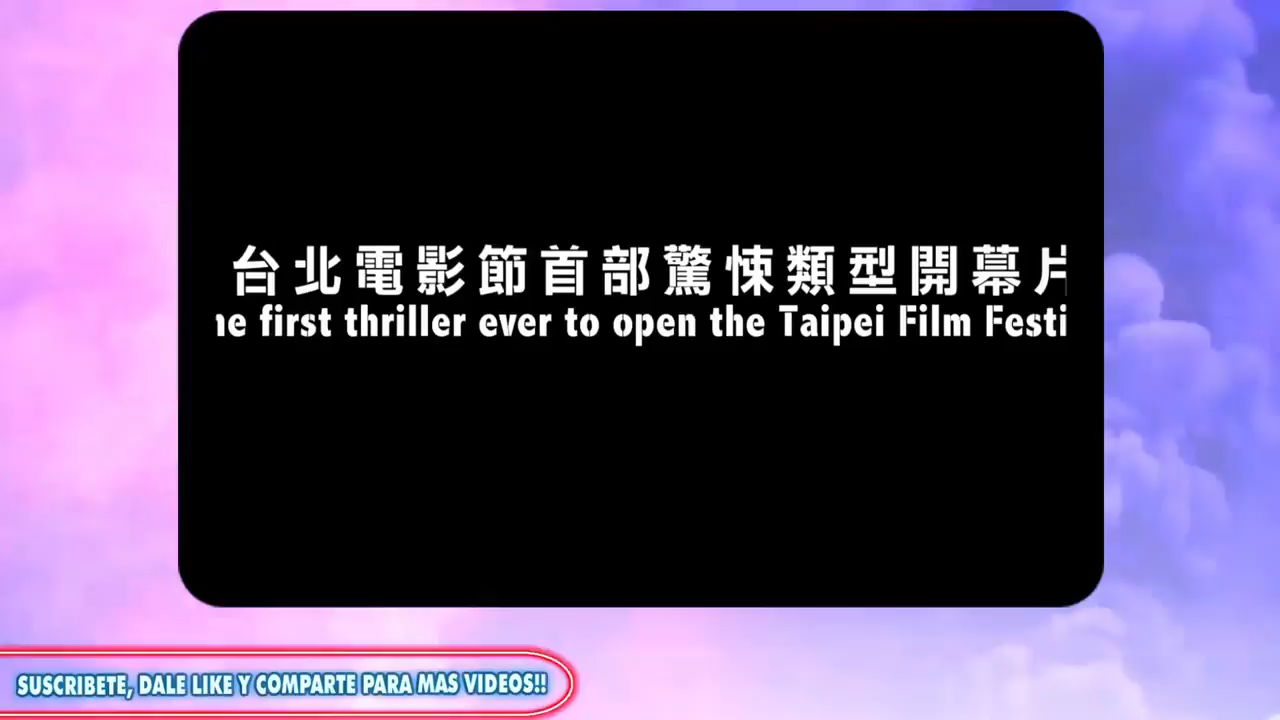 台北電影節首部驚悚類型開幕片
he first thriller ever to open the Taipei Film Festi
SUSCRIBETE, DALE LIKE Y COMPARTE PARA MAS VIDEOS!!